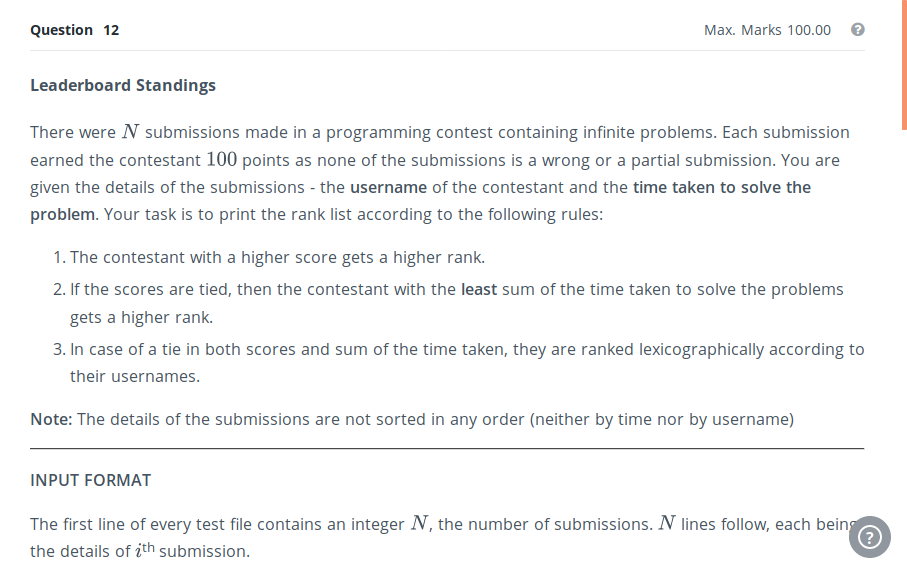 Question 12
Max. Marks 100.00
Leaderboard Standings
There were N submissions made in a programming contest containing infinite problems. Each submission
earned the contestant 100 points as none of the submissions is a wrong or a partial submission. You are
given the details of the submissions - the username of the contestant and the time taken to solve the
problem. Your task is to print the rank list according to the following rules:
1. The contestant with a higher score gets a higher rank.
2. If the scores are tied, then the contestant with the least sum of the time taken to solve the problems
gets a higher rank.
3. In case of a tie in both scores and sum of the time taken, they are ranked lexicographically according to
their usernames.
Note: The details of the submissions are not sorted in any order (neither by time nor by username)
INPUT FORMAT
The first line of every test file contains an integer N, the number of submissions. N lines follow, each being
the details of ith submission.